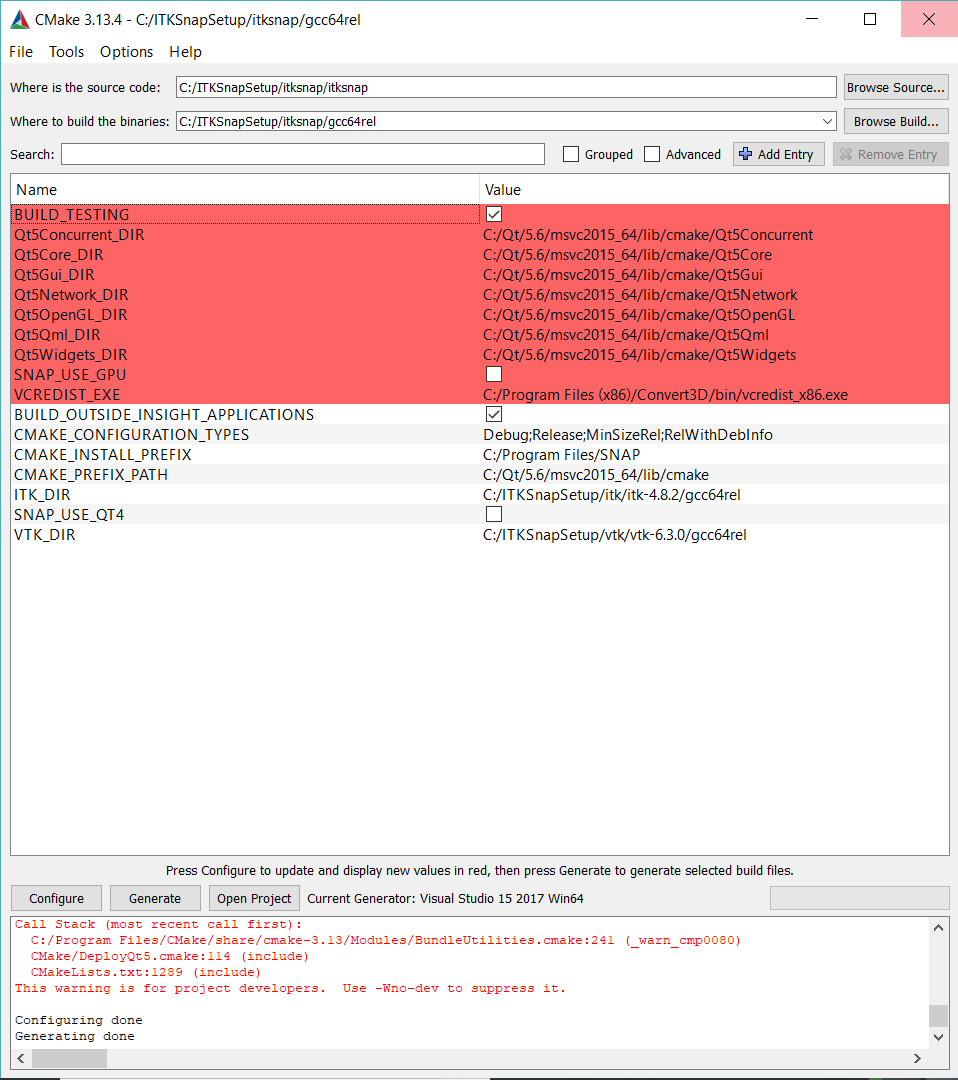 CMake 3.13.4 - C:/ITKSnapSetup/itksnap/gcc64rel
File Tools Options Help
Where is the source code: C:/ITKSnapSetup/itksnap/itksnap Browse Source...
Where to build the binaries: C:/ITKSnapSetup/itksnap/gcc64rel Browse Build...
Search: Grouped Advanced Add Entry Remove Entry
Name Value
BUILD_TESTING
Qt5Concurrent_DIR C:/Qt/5.6/msvc2015_64/lib/cmake/Qt5Concurrent
Qt5Core_DIR C:/Qt/5.6/msvc2015_64/lib/cmake/Qt5Core
Qt5Gui_DIR C:/Qt/5.6/msvc2015_64/lib/cmake/Qt5Gui
Qt5Network_DIR C:/Qt/5.6/msvc2015_64/lib/cmake/Qt5Network
Qt5OpenGL_DIR C:/Qt/5.6/msvc2015_64/lib/cmake/Qt5OpenGL
Qt5Qml_DIR C:/Qt/5.6/msvc2015_64/lib/cmake/Qt5Qml
Qt5Widgets_DIR C:/Qt/5.6/msvc2015_64/lib/cmake/Qt5Widgets
SNAP_USE_GPU
VCREDIST_EXE C:/Program Files (x86)/Convert3D/bin/vcredist_x86.exe
BUILD_OUTSIDE_INSIGHT_APPLICATIONS
CMAKE_CONFIGURATION_TYPES Debug;Release;MinSizeRel;RelWithDebInfo
CMAKE_INSTALL_PREFIX C:/Program Files/SNAP
CMAKE_PREFIX_PATH C:/Qt/5.6/msvc2015_64/lib/cmake
ITK_DIR C:/ITKSnapSetup/itk/itk-4.8.2/gcc64rel
SNAP_USE_QT4
VTK_DIR C:/ITKSnapSetup/vtk/vtk-6.3.0/gcc64rel
Press Configure to update and display new values in red, then press Generate to generate selected build files.
Configure Generate Open Project Current Generator: Visual Studio 15 2017 Win64
Call Stack (most recent call first):
C:/Program Files/CMake/share/cmake-3.13/Modules/BundleUtilities.cmake:241 (_warn_cmp0080)
CMake/DeployQt5.cmake:114 (include)
CMakeLists.txt:1289 (include)
This warning is for project developers.  Use -Wno-dev to suppress it.
Configuring done
Generating done